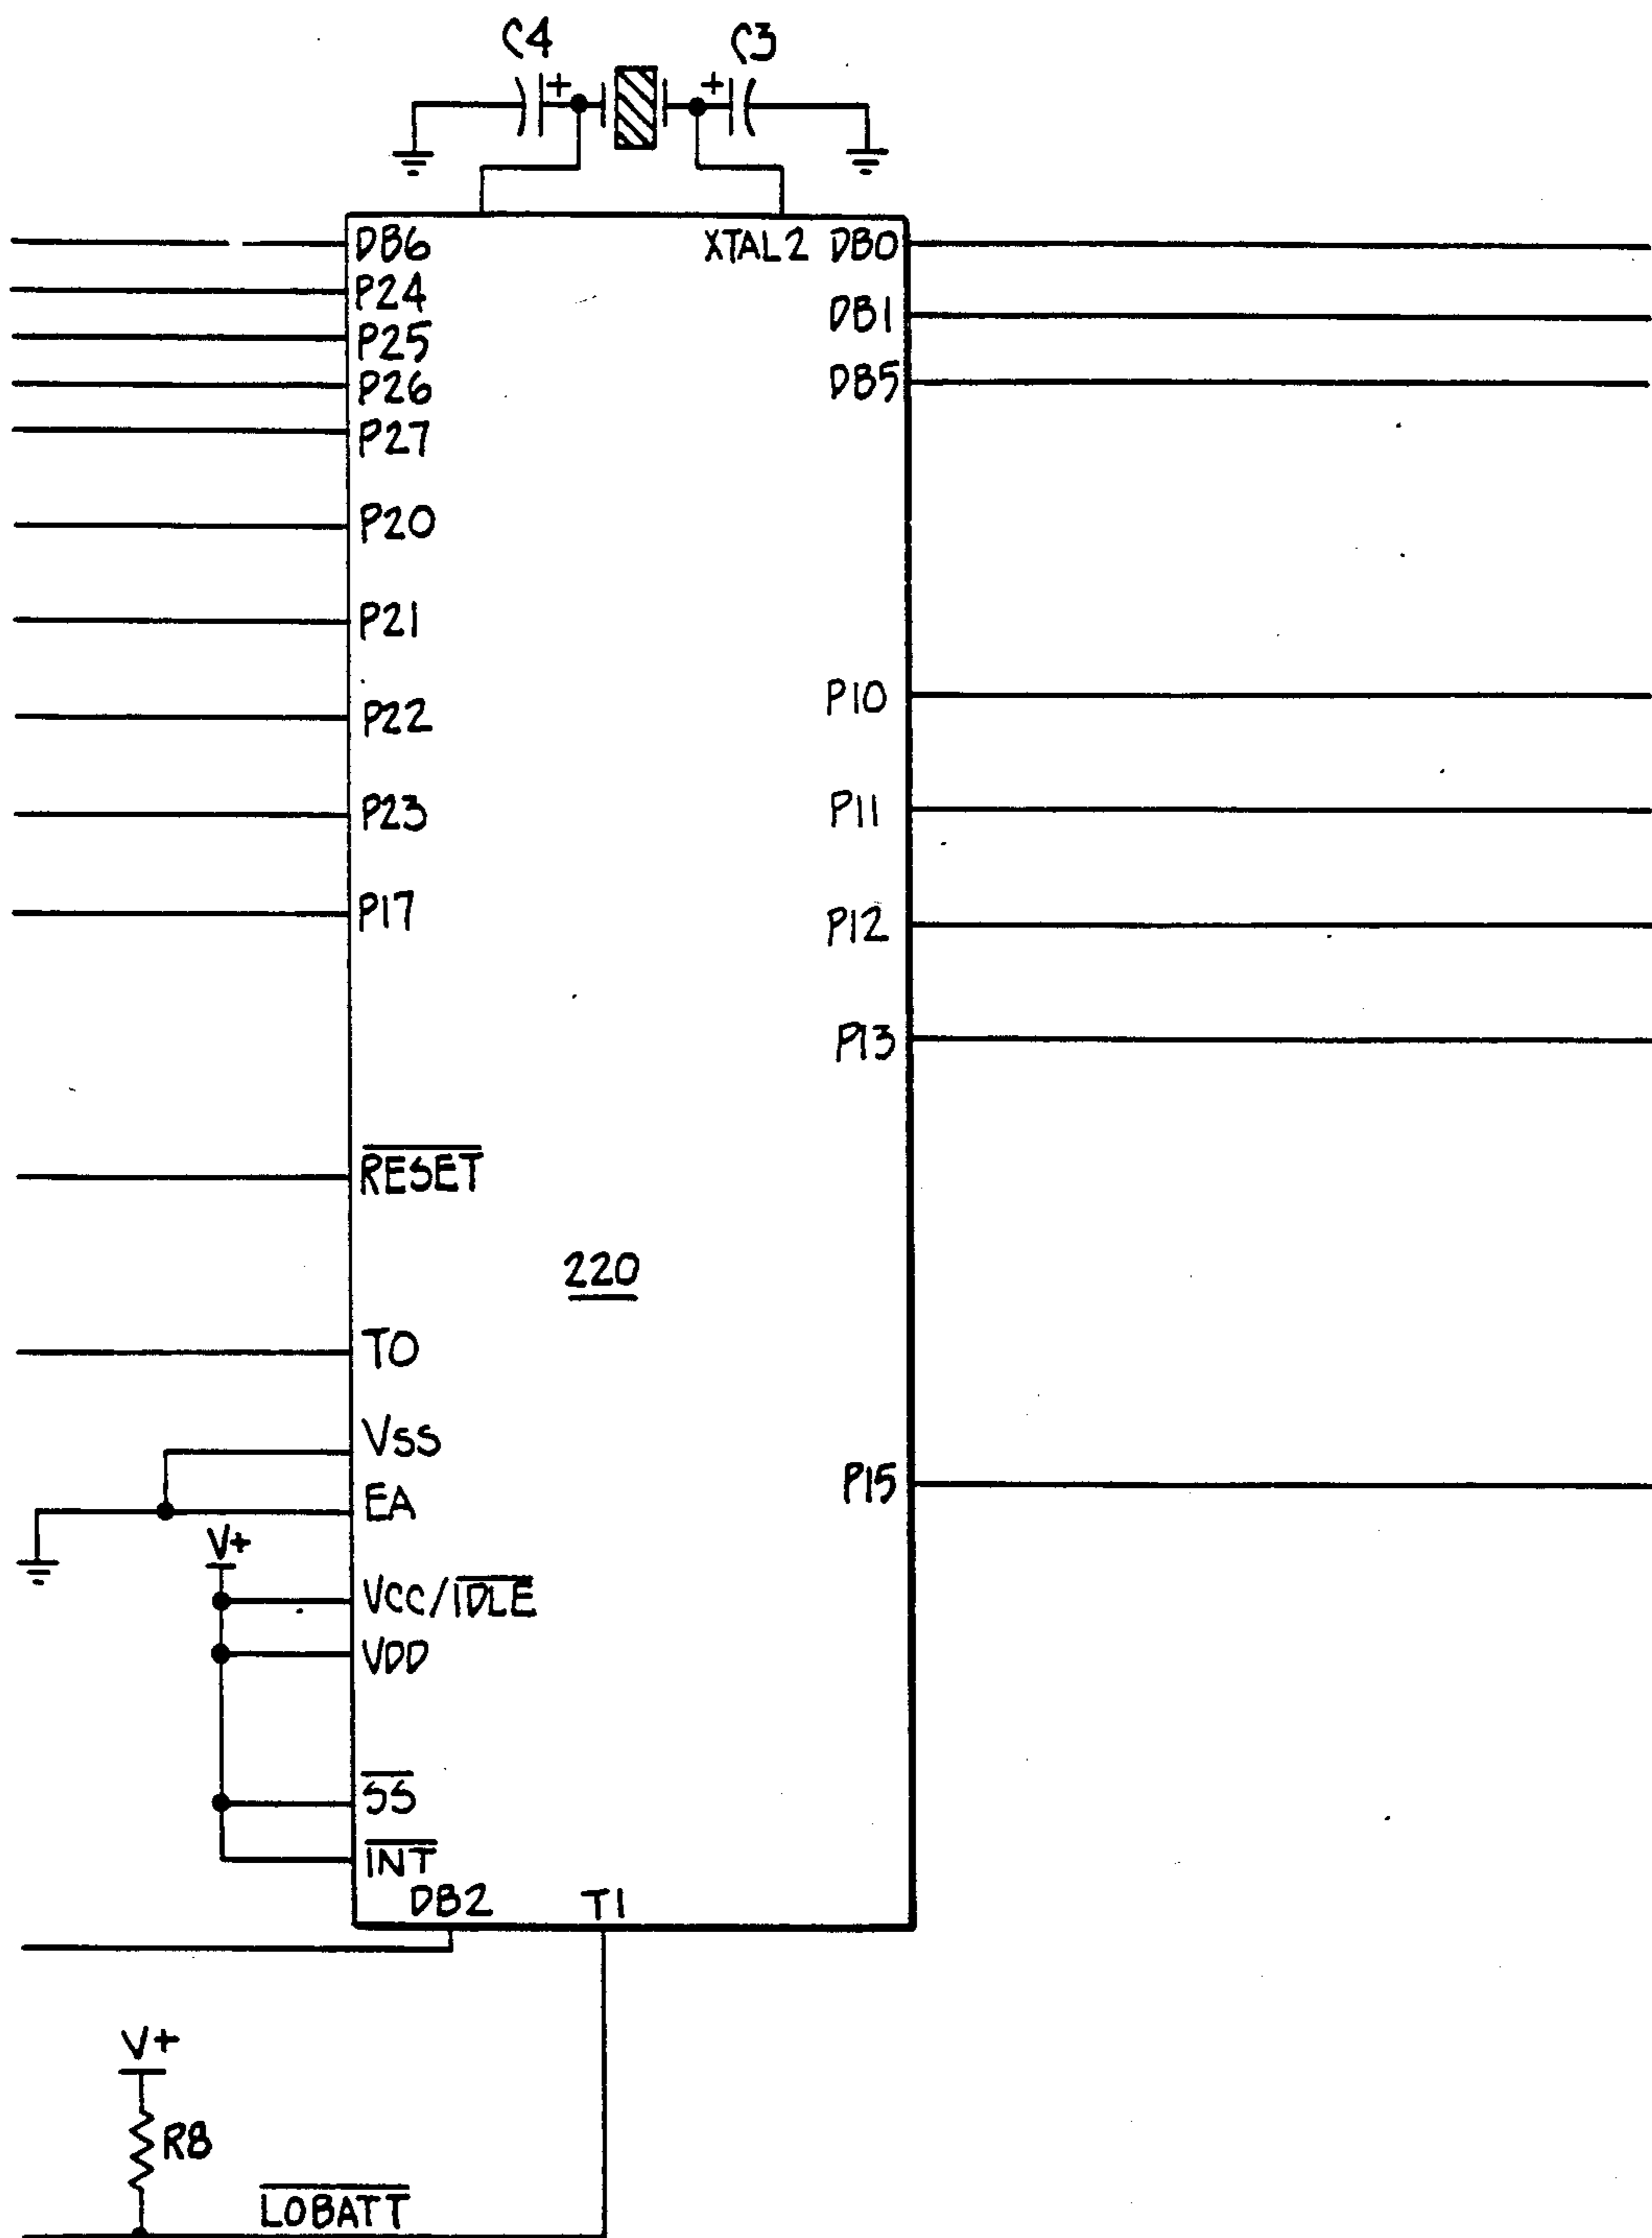 C4
C3
+
+
DB6
XTAL2
DB0
P24
DB1
P25
DB5
P26
P27
P20
P21
P10
P22
P11
P23
P12
P17
P13
RESET
220
T0
VSS
P15
EA
V+
VCC/IDLE
VDD
SS
INT
DB2
T1
V+
R8
LOBATT